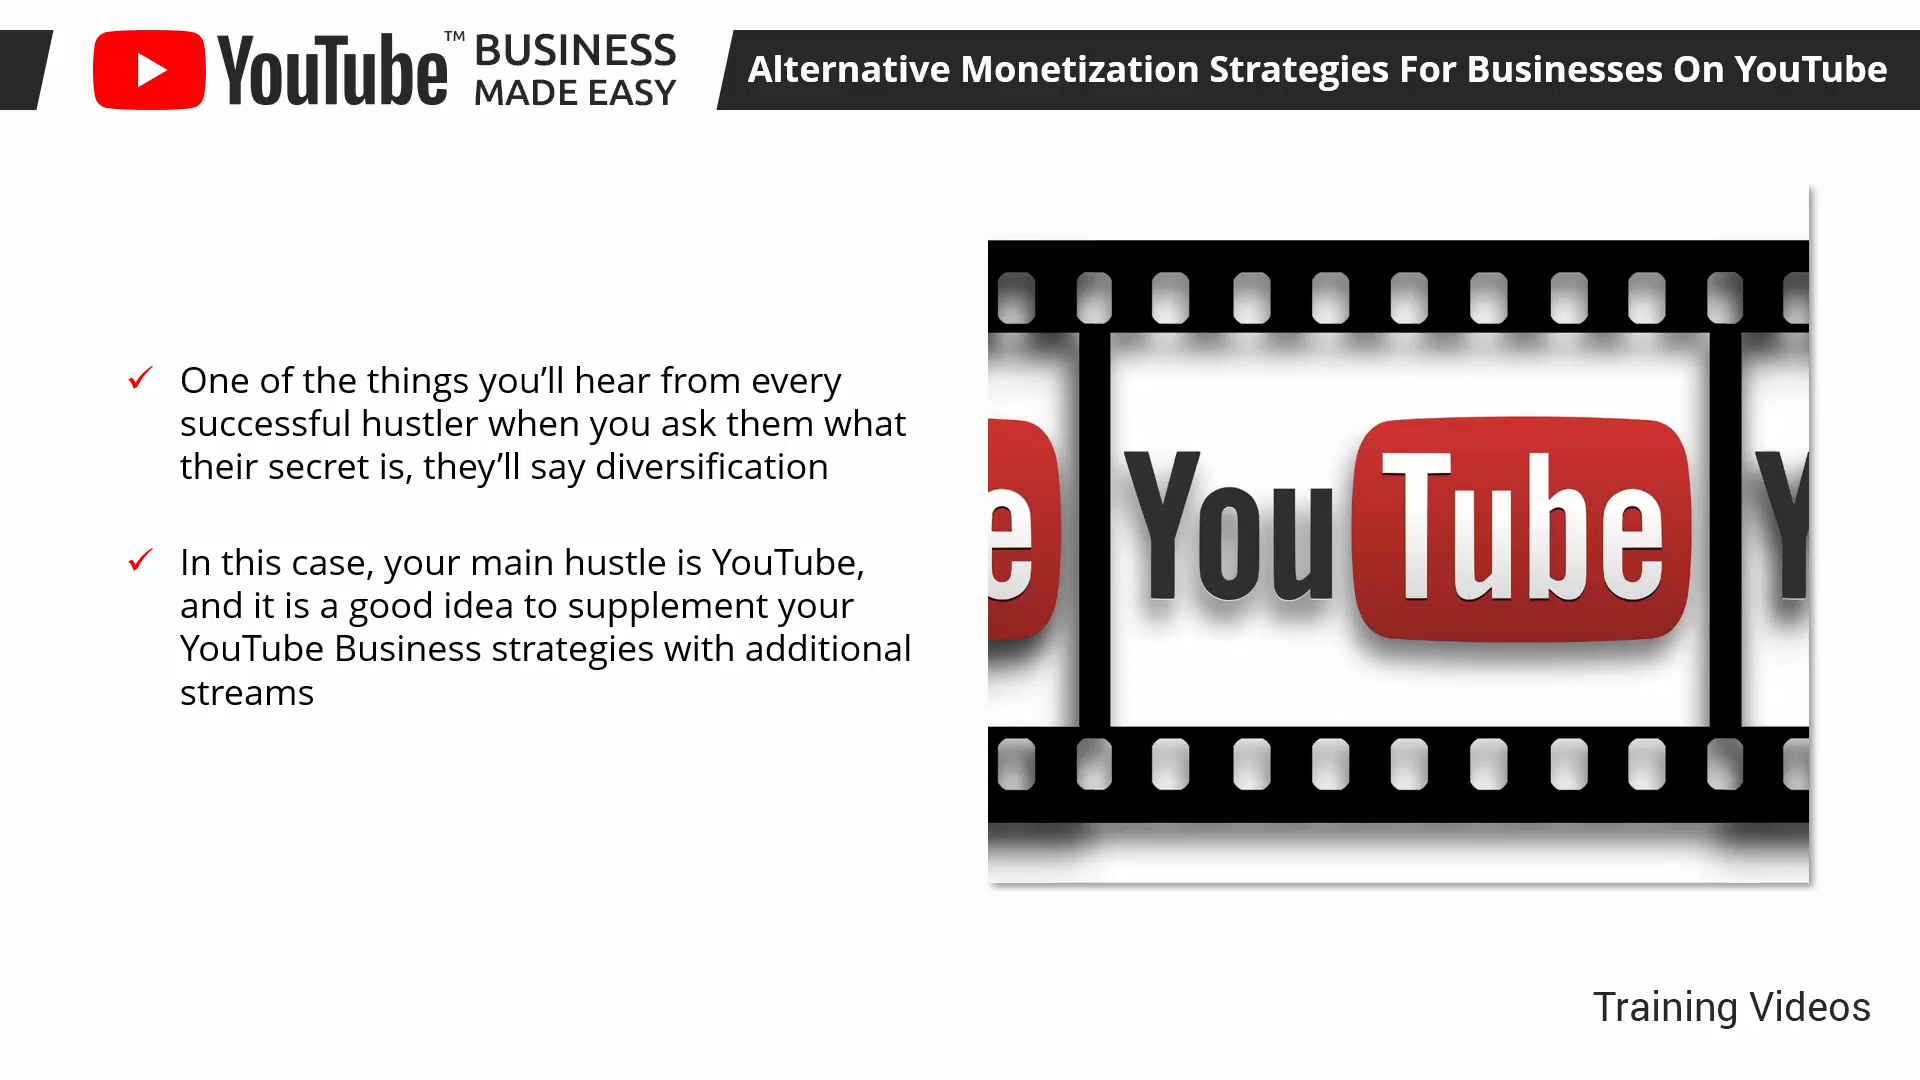 YouTube™ BUSINESS
MADE EASY
Alternative Monetization Strategies For Businesses On YouTube
One of the things you’ll hear from every
successful hustler when you ask them what
their secret is, they’ll say diversification
In this case, your main hustle is YouTube,
and it is a good idea to supplement your
YouTube Business strategies with additional
streams
e YouTube Y
Training Videos